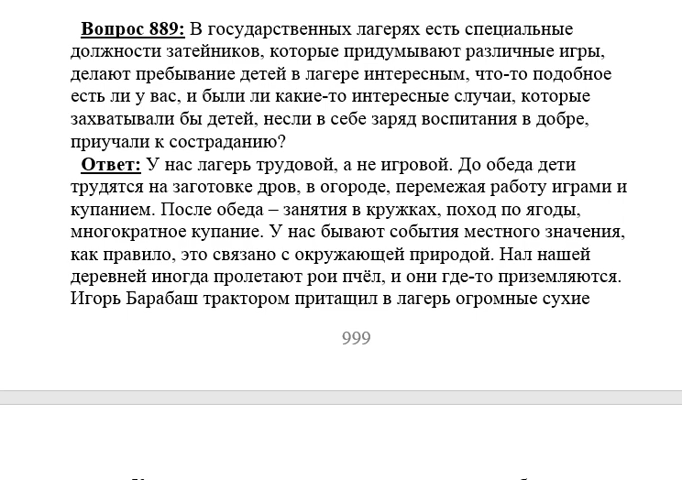 Вопрос 889: В государственных лагерях есть специальные
должности затейников, которые придумывают различные игры,
делают пребывание детей в лагере интересным, что-то подобное
есть ли у вас, и были ли какие-то интересные случаи, которые
захватывали бы детей, несли в себе заряд воспитания в добре,
приучали к состраданию?
Ответ: У нас лагерь трудовой, а не игровой. До обеда дети
трудятся на заготовке дров, в огороде, перемежая работу играми и
купанием. После обеда – занятия в кружках, поход по ягоды,
многократное купание. У нас бывают события местного значения,
как правило, это связано с окружающей природой. Нал нашей
деревней иногда пролетают рои пчёл, и они где-то приземляются.
Игорь Барабаш трактором притащил в лагерь огромные сухие
999